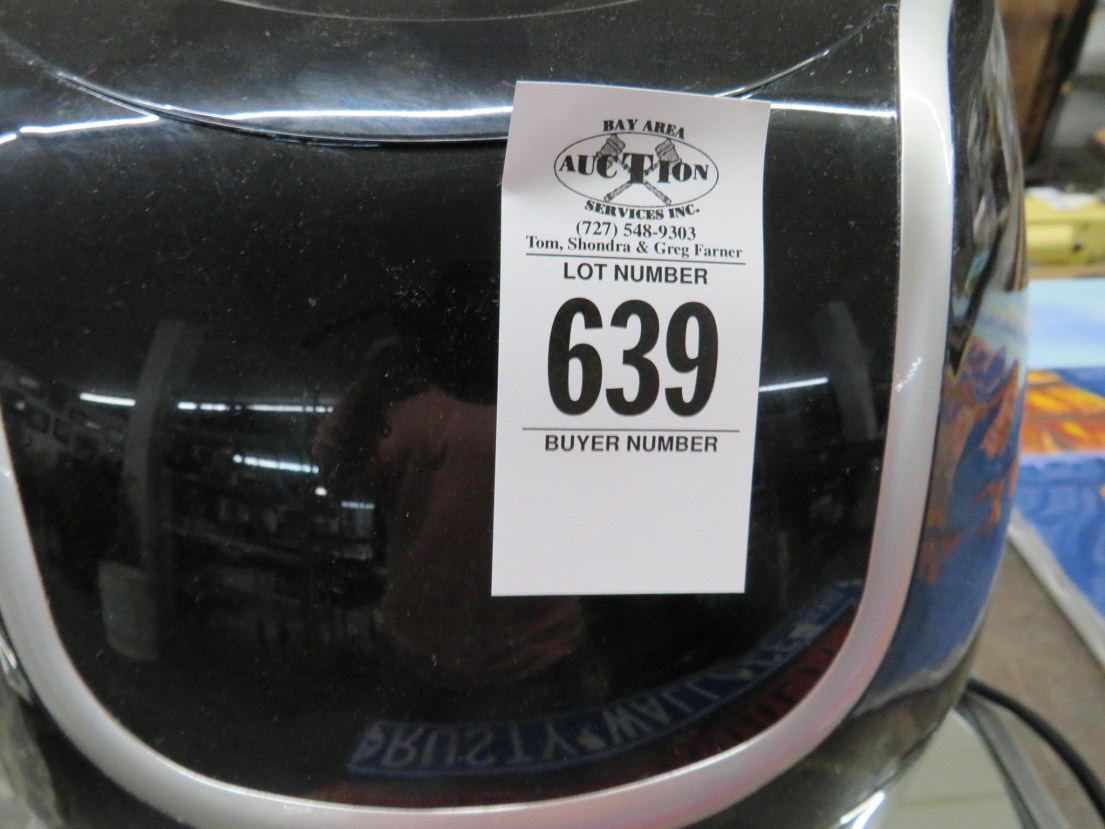 BAY AREA
AUCTION
SERVICES INC.
(727) 548-9303
Tom, Shondra & Greg Farner
LOT NUMBER
639
BUYER NUMBER